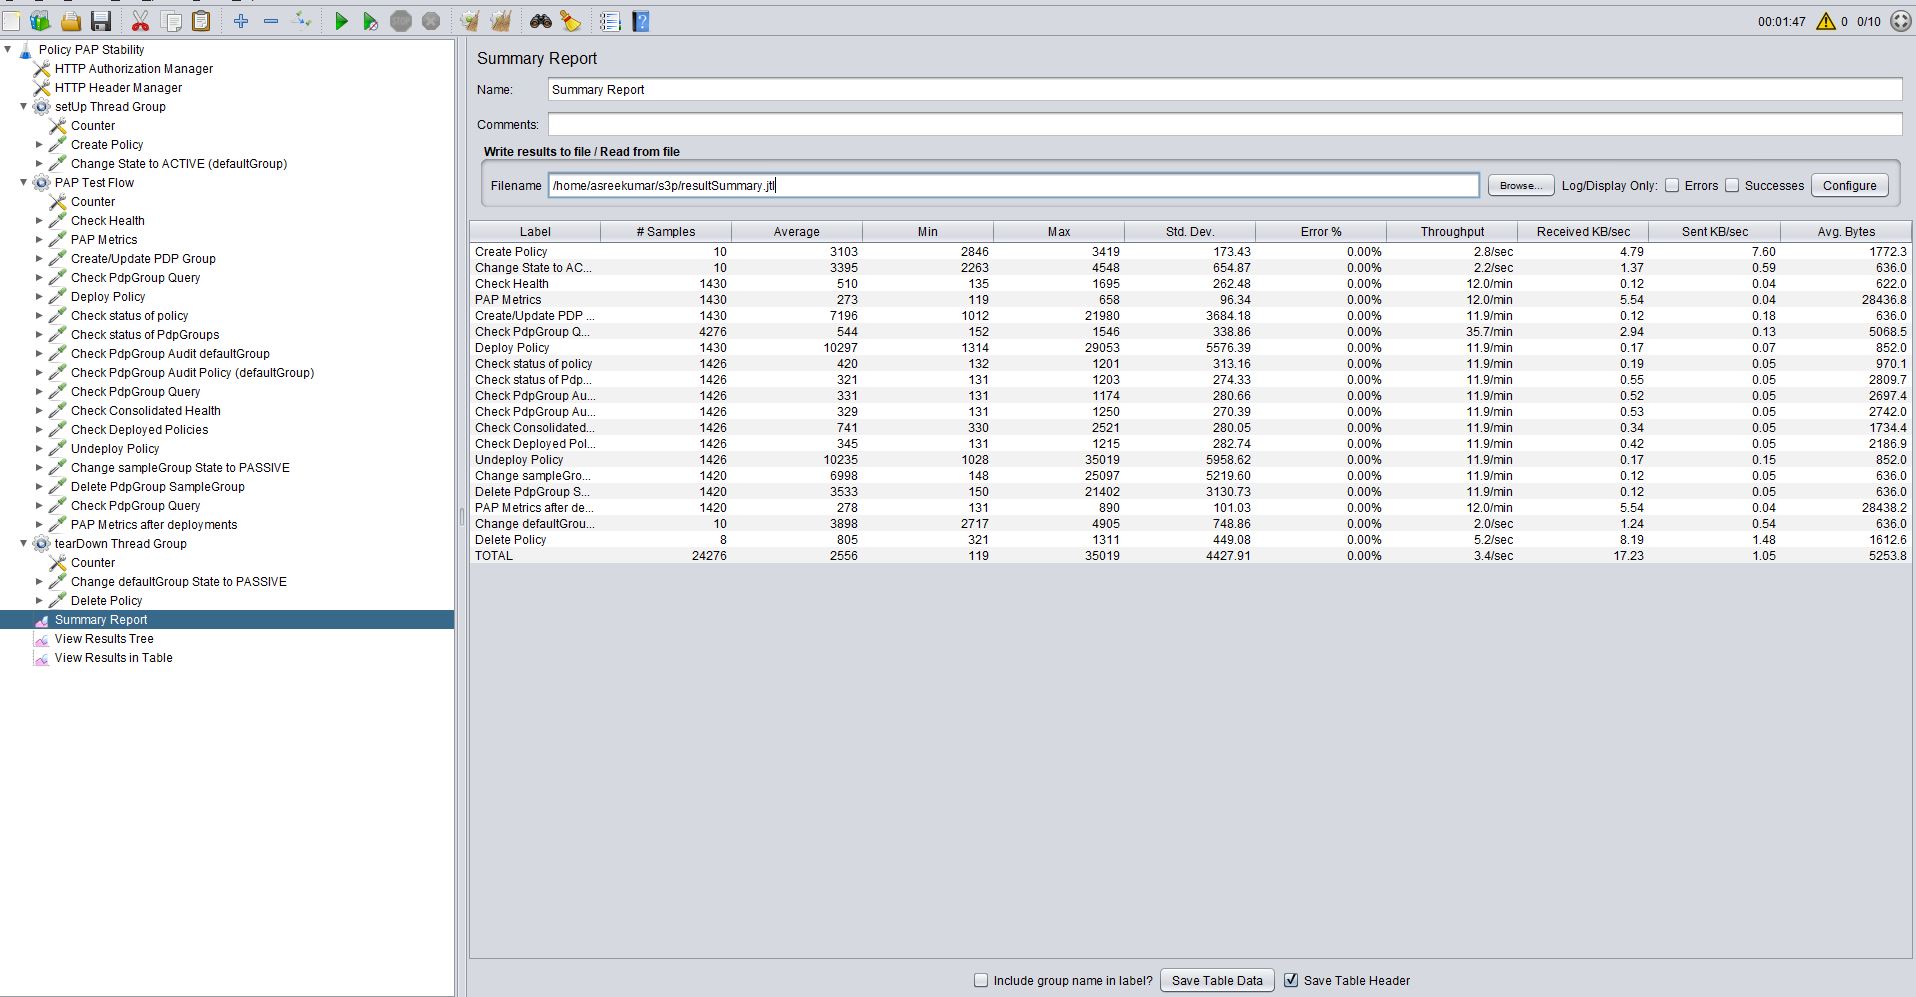 00:01:47 0 0/10
Policy PAP Stability
HTTP Authorization Manager
HTTP Header Manager
setUp Thread Group
Counter
Create Policy
Change State to ACTIVE (defaultGroup)
PAP Test Flow
Counter
Check Health
PAP Metrics
Create/Update PDP Group
Check PdpGroup Query
Deploy Policy
Check status of policy
Check status of PdpGroups
Check PdpGroup Audit defaultGroup
Check PdpGroup Audit Policy (defaultGroup)
Check PdpGroup Query
Check Consolidated Health
Check Deployed Policies
Undeploy Policy
Change sampleGroup State to PASSIVE
Delete PdpGroup SampleGroup
Check PdpGroup Query
PAP Metrics after deployments
tearDown Thread Group
Counter
Change defaultGroup State to PASSIVE
Delete Policy
Summary Report
View Results Tree
View Results in Table
Summary Report
Name: Summary Report
Comments:
Write results to file / Read from file
Filename /home/asreekumar/s3p/resultSummary.jtl Browse... Log/Display Only: Errors Successes Configure
Label # Samples Average Min Max Std. Dev. Error % Throughput Received KB/sec Sent KB/sec Avg. Bytes
Create Policy 10 3103 2846 3419 173.43 0.00% 2.8/sec 4.79 7.60 1772.3
Change State to AC... 10 3395 2263 4548 654.87 0.00% 2.2/sec 1.37 0.59 636.0
Check Health 1430 510 135 1695 262.48 0.00% 12.0/min 0.12 0.04 622.0
PAP Metrics 1430 273 119 658 96.34 0.00% 12.0/min 5.54 0.04 28436.8
Create/Update PDP ... 1430 7196 1012 21980 3684.18 0.00% 11.9/min 0.12 0.18 636.0
Check PdpGroup Q... 4276 544 152 1546 338.86 0.00% 35.7/min 2.94 0.13 5068.5
Deploy Policy 1430 10297 1314 29053 5576.39 0.00% 11.9/min 0.17 0.07 852.0
Check status of policy 1426 420 132 1201 313.16 0.00% 11.9/min 0.19 0.05 970.1
Check status of Pdp... 1426 321 131 1203 274.33 0.00% 11.9/min 0.55 0.05 2809.7
Check PdpGroup Au... 1426 331 131 1174 280.66 0.00% 11.9/min 0.52 0.05 2697.4
Check PdpGroup Au... 1426 329 131 1250 270.39 0.00% 11.9/min 0.53 0.05 2742.0
Check Consolidated... 1426 741 330 2521 280.05 0.00% 11.9/min 0.34 0.05 1734.4
Check Deployed Pol... 1426 345 131 1215 282.74 0.00% 11.9/min 0.42 0.05 2186.9
Undeploy Policy 1426 10235 1028 35019 5958.62 0.00% 11.9/min 0.17 0.15 852.0
Change sampleGro... 1420 6998 148 25097 5219.60 0.00% 11.9/min 0.12 0.05 636.0
Delete PdpGroup S... 1420 3533 150 21402 3130.73 0.00% 11.9/min 0.12 0.05 636.0
PAP Metrics after de... 1420 278 131 890 101.03 0.00% 12.0/min 5.54 0.04 28438.2
Change defaultGrou... 10 3898 2717 4905 748.86 0.00% 2.0/sec 1.24 0.54 636.0
Delete Policy 8 805 321 1311 449.08 0.00% 5.2/sec 8.19 1.48 1612.6
TOTAL 24276 2556 119 35019 4427.91 0.00% 3.4/sec 17.23 1.05 5253.8
Include group name in label? Save Table Data Save Table Header